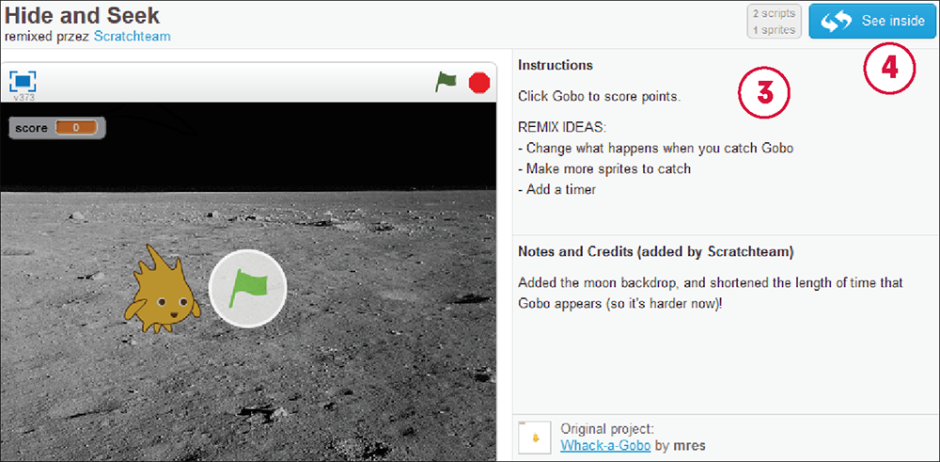 Hide and Seek
remixed przez Scratchteam
2 scripts
1 sprites
See inside
v373
score 0
Instructions
3
4
Click Gobo to score points.
REMIX IDEAS:
- Change what happens when you catch Gobo
- Make more sprites to catch
- Add a timer
Notes and Credits (added by Scratchteam)
Added the moon backdrop, and shortened the length of time that
Gobo appears (so it's harder now)!
Original project:
Whack-a-Gobo by mres